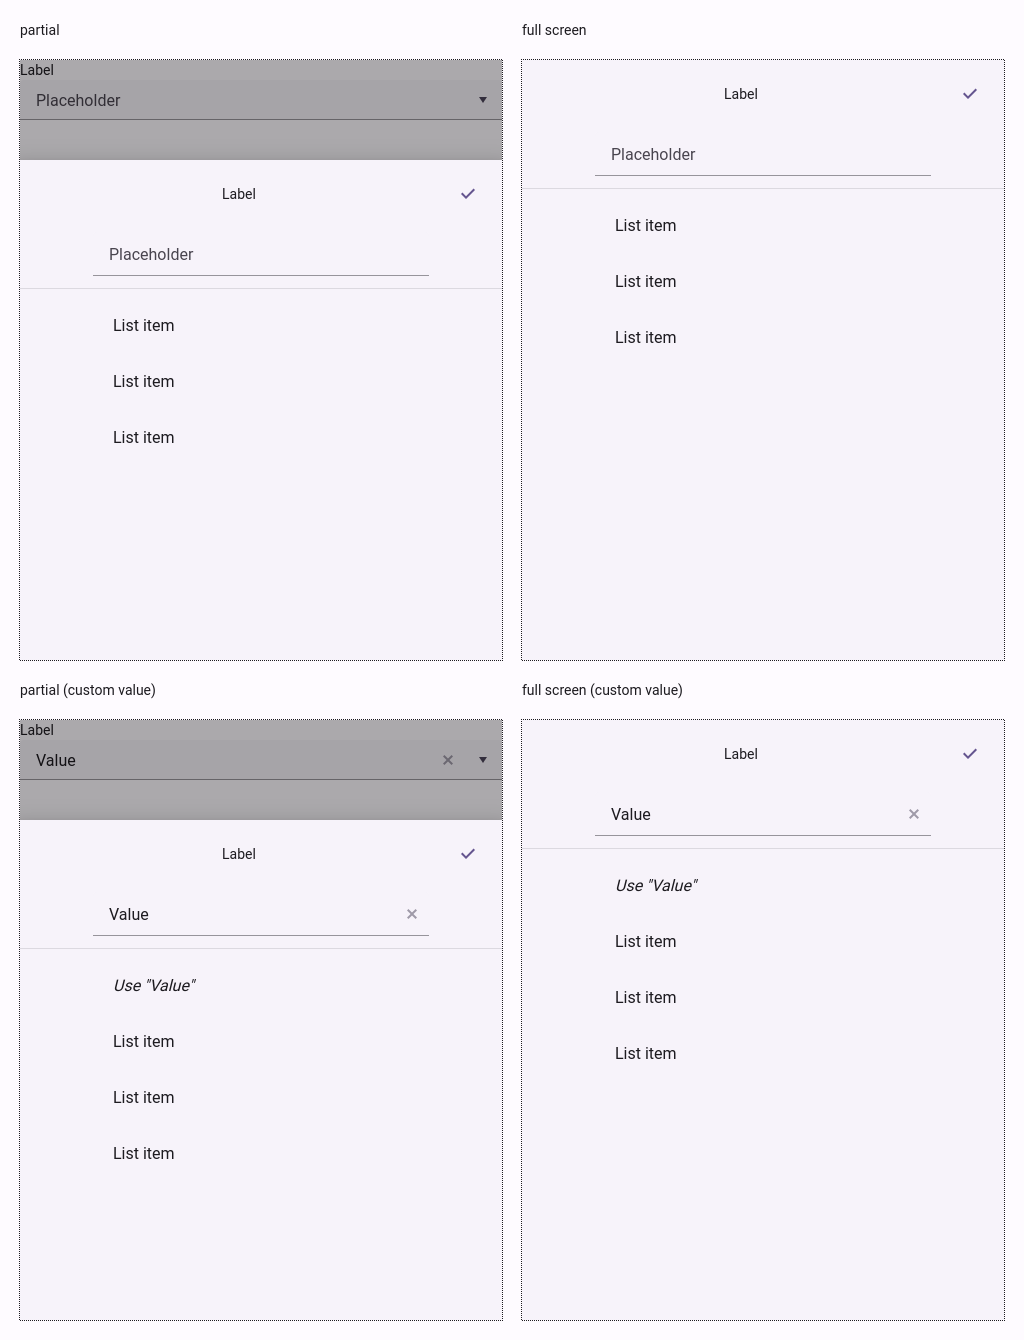 partial
Label
Placeholder
Label
Placeholder
List item
List item
List item
full screen
Label
Placeholder
List item
List item
List item
partial (custom value)
Label
Value
Label
Value
Use "Value"
List item
List item
List item
full screen (custom value)
Label
Value
Use "Value"
List item
List item
List item